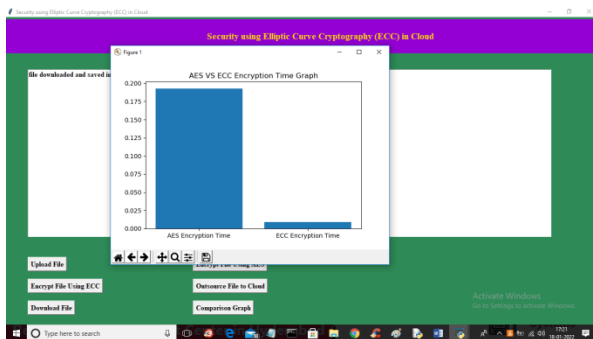 Security using Elliptic Curve Cryptography (ECC) in Cloud
Security using Elliptic Curve Cryptography (ECC) in Cloud
Figure 1
file downloaded and saved in
AES VS ECC Encryption Time Graph
0.200
0.175
0.150
0.125
0.100
0.075
0.050
0.025
0.000
AES Encryption Time
ECC Encryption Time
Upload File
Encrypt File Using AES
Encrypt File Using ECC
Outsource File to Cloud
Download File
Comparison Graph
Activate Windows
Go to Settings to activate Windows.
Type here to search
17:21
18-01-2022